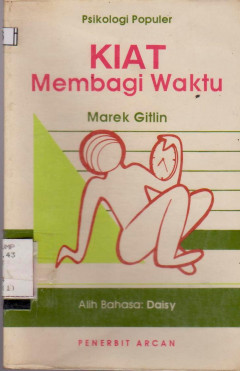 Psikologi Populer
KIAT
Membagi Waktu
Marek Gitlin
Alih Bahasa: Daisy
PENERBIT ARCAN